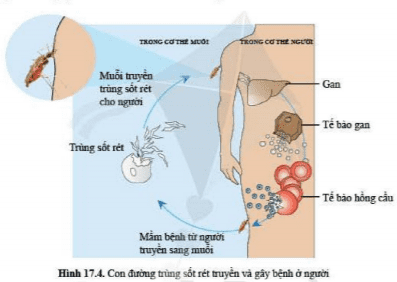 TRONG CƠ THỂ MUỖI
TRONG CƠ THỂ NGƯỜI
Muỗi truyền
trùng sốt rét
cho người
Gan
Tế bào gan
Trùng sốt rét
Tế bào hồng cầu
Mầm bệnh từ người
truyền sang muỗi
Hình 17.4. Con đường trùng sốt rét truyền và gây bệnh ở người